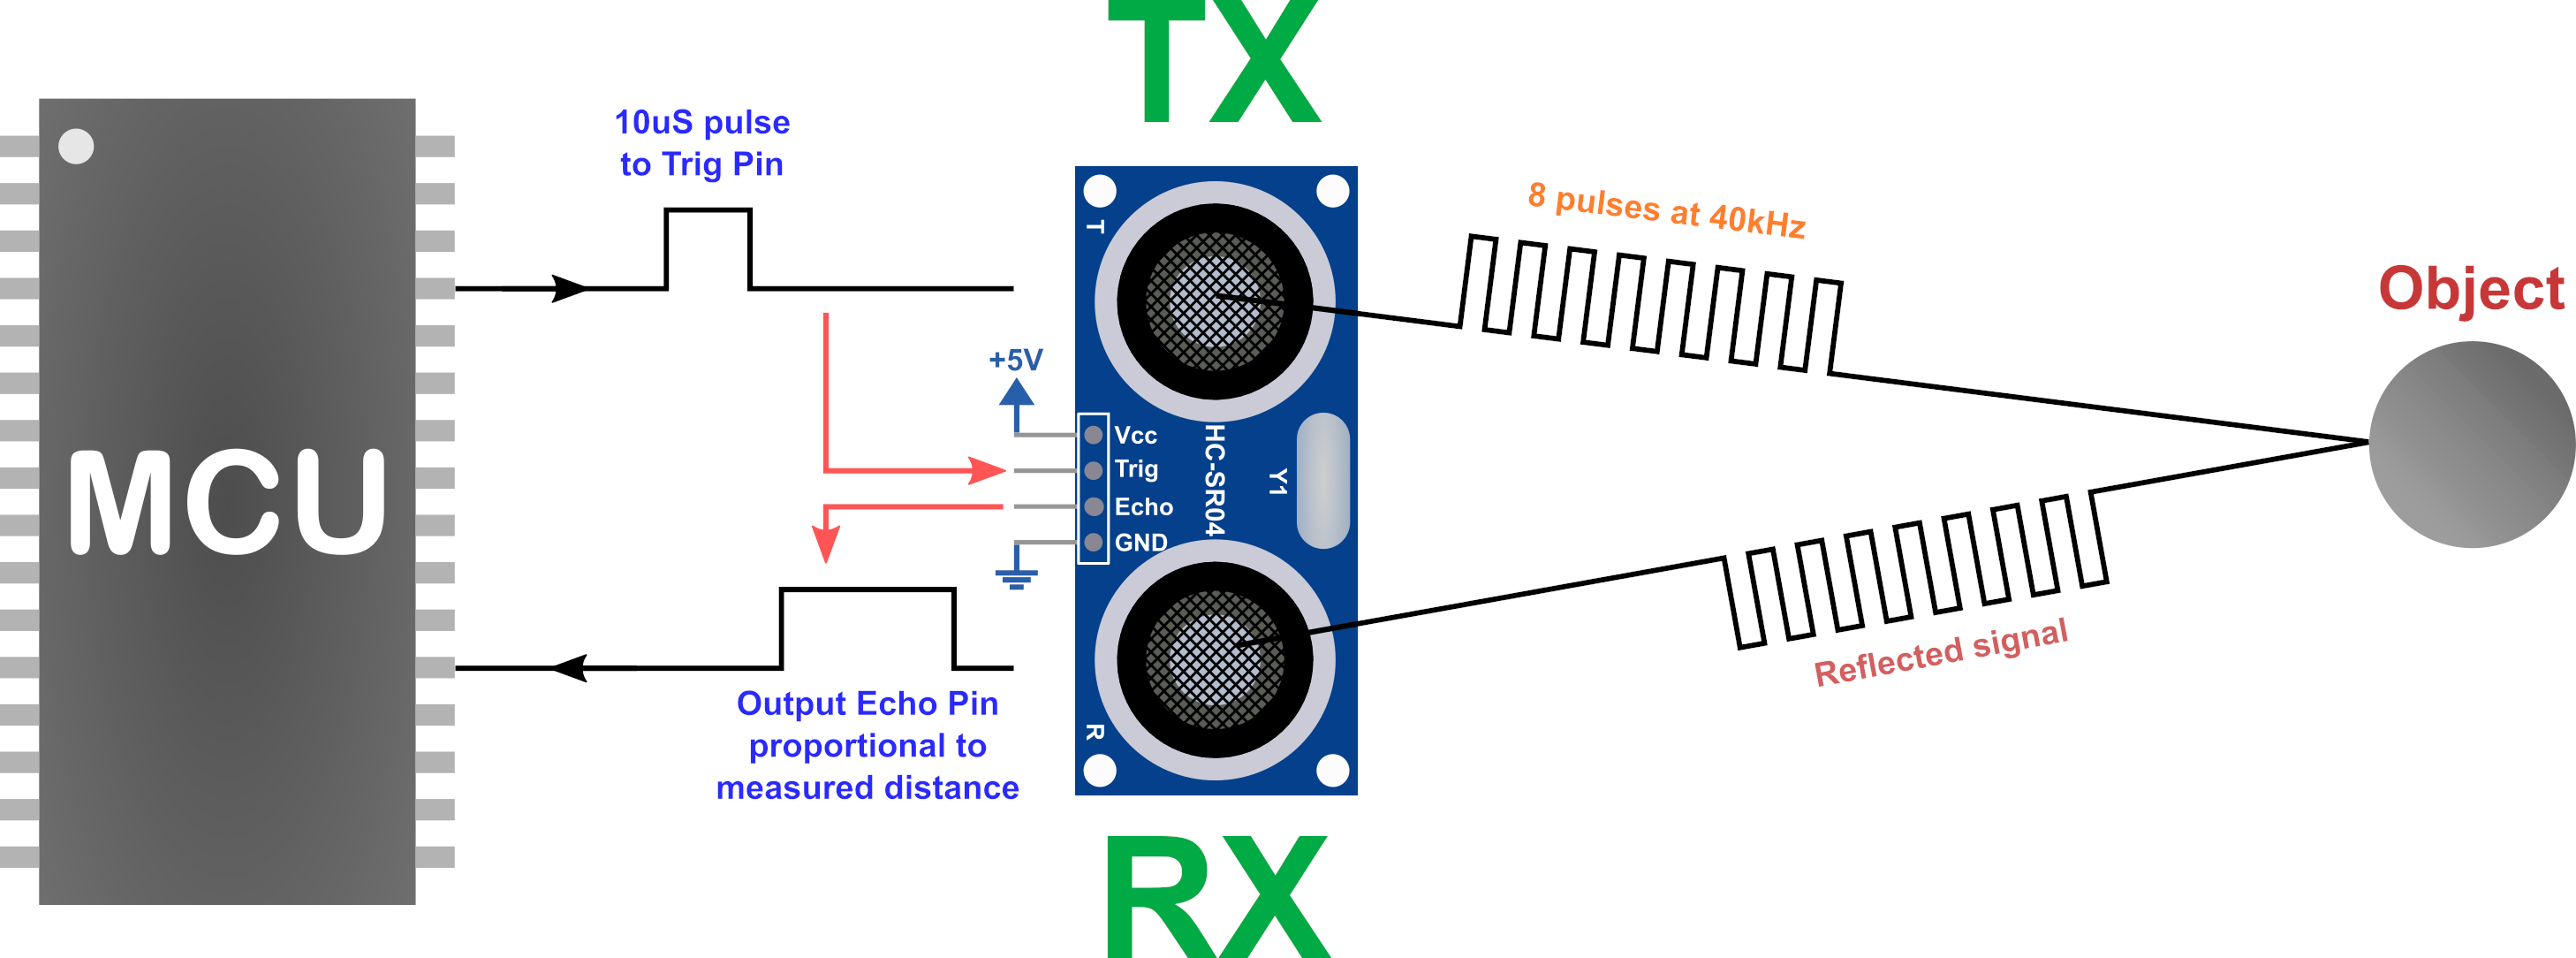 TX
10uS pulse
to Trig Pin
8 pulses at 40kHz
Object
T
+5V
Vcc
Trig
Echo
GND
HC-SR04
Y1
MCU
Reflected signal
Output Echo Pin
proportional to
measured distance
R
RX